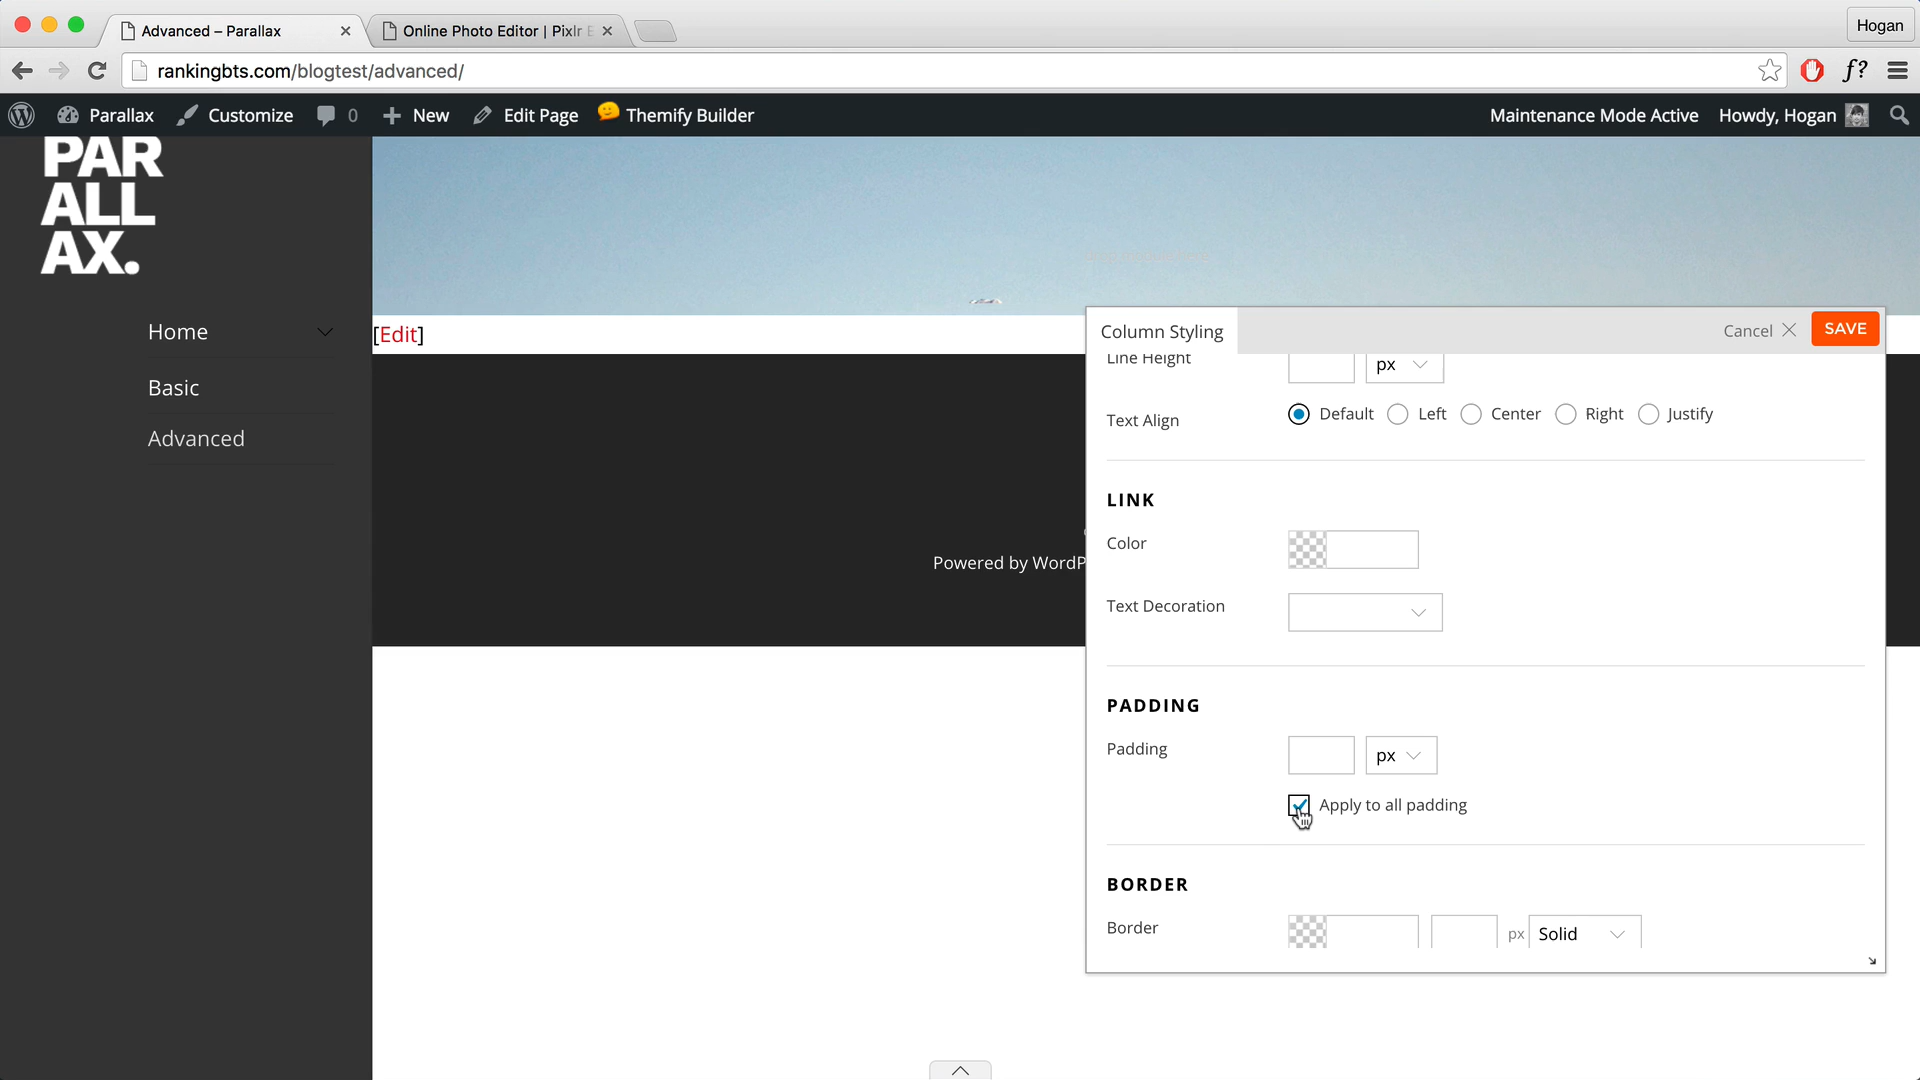 Advanced – Parallax
Online Photo Editor | Pixlr E
Hogan
rankingbts.com/blogtest/advanced/
f?
Parallax
Customize
0
New
Edit Page
Themify Builder
Maintenance Mode Active
Howdy, Hogan
PAR
ALL
AX.
Home
Basic
Advanced
[Edit]
Powered by WordP
Column Styling
Cancel
SAVE
Line Height
px
Text Align
Default
Left
Center
Right
Justify
LINK
Color
Text Decoration
PADDING
Padding
px
Apply to all padding
BORDER
Border
px
Solid